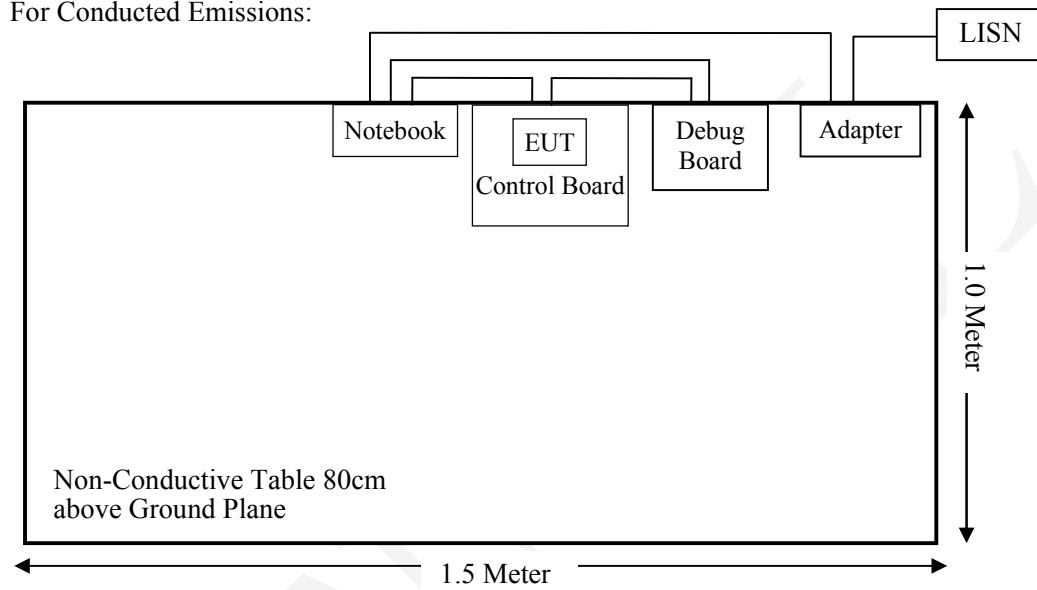 For Conducted Emissions:
LISN
Notebook
EUT
Control Board
Debug
Board
Adapter
1.0 Meter
Non-Conductive Table 80cm
above Ground Plane
1.5 Meter